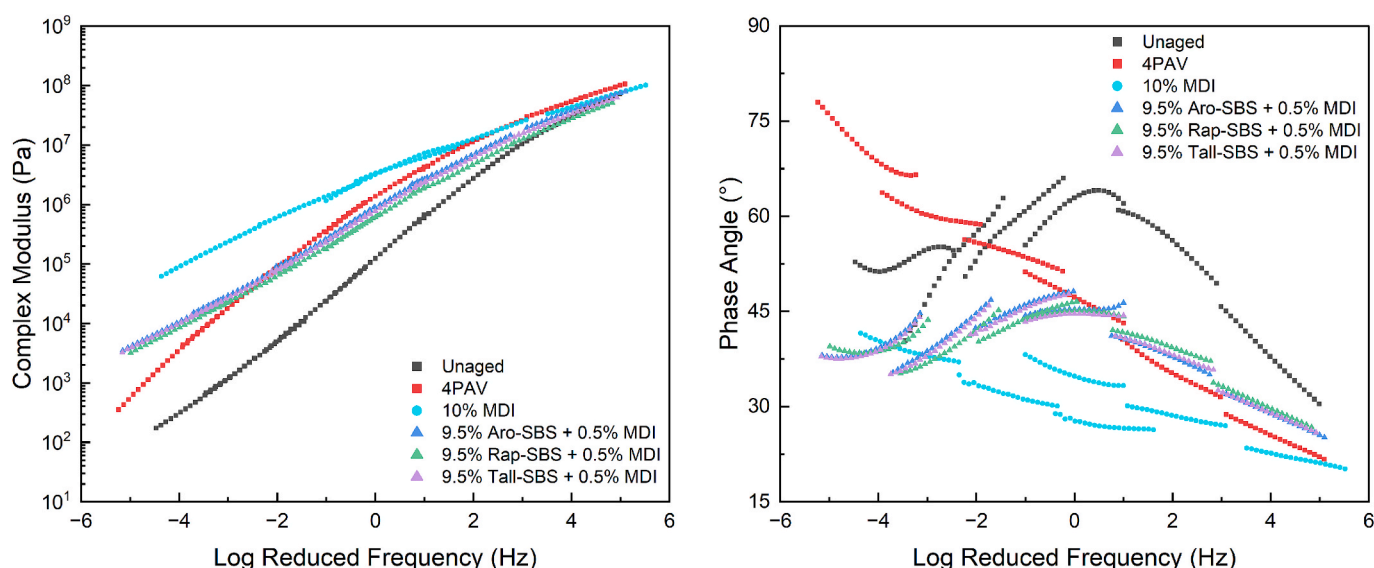 10⁹
10⁸
10⁷
10⁶
10⁵
10⁴
10³
10²
10¹
Complex Modulus (Pa)
Unaged
4PAV
10% MDI
9.5% Aro-SBS + 0.5% MDI
9.5% Rap-SBS + 0.5% MDI
9.5% Tall-SBS + 0.5% MDI
−6 −4 −2 0 2 4 6
Log Reduced Frequency (Hz)
90
75
60
45
30
15
Phase Angle (°)
Unaged
4PAV
10% MDI
9.5% Aro-SBS + 0.5% MDI
9.5% Rap-SBS + 0.5% MDI
9.5% Tall-SBS + 0.5% MDI
−6 −4 −2 0 2 4 6
Log Reduced Frequency (Hz)